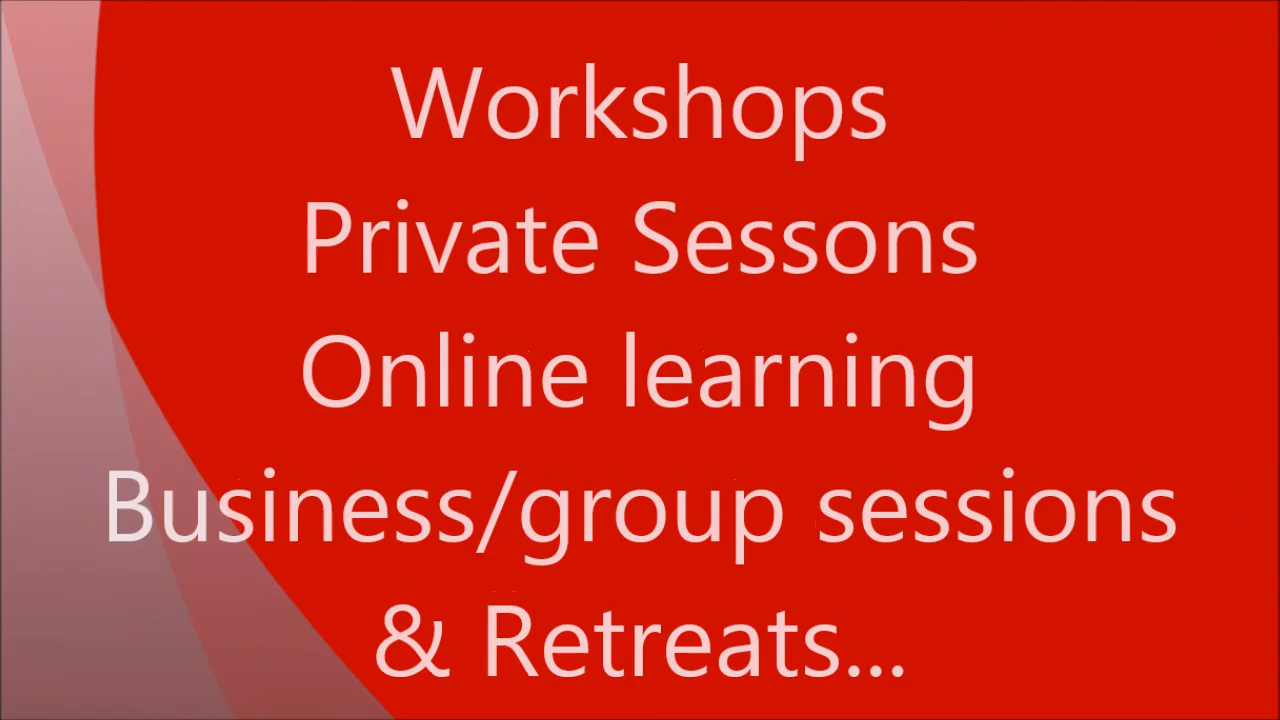 Workshops
Private Sessons
Online learning
Business/group sessions
& Retreats...